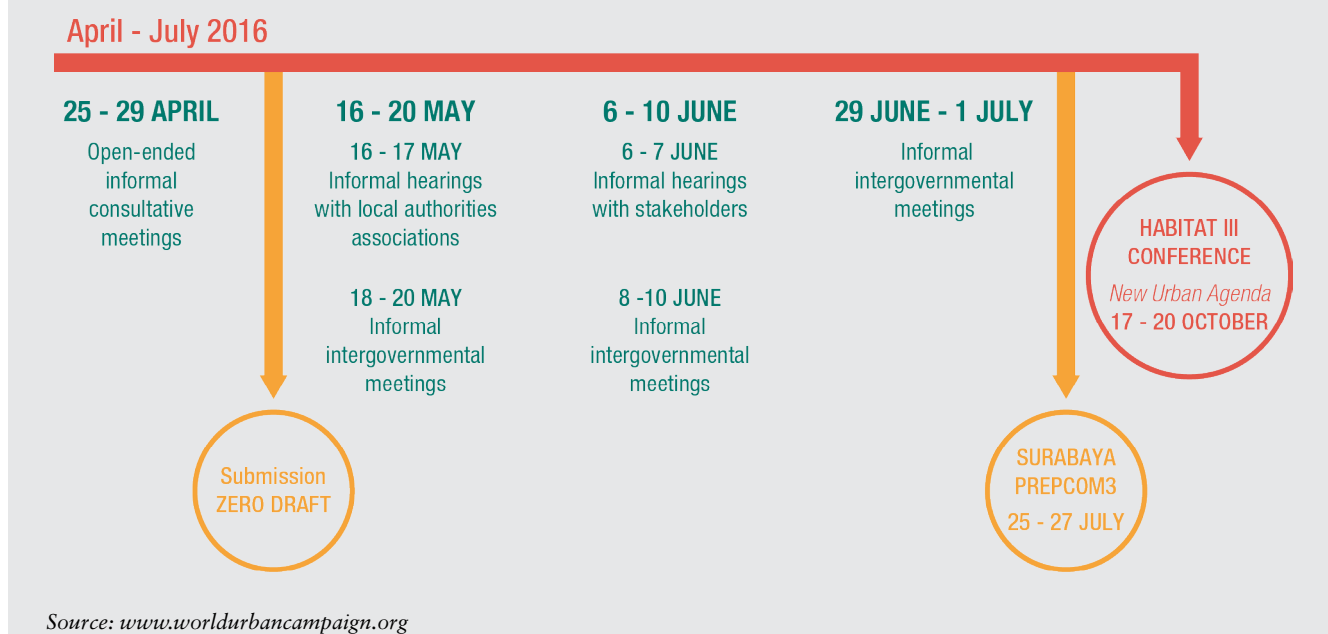 April - July 2016
25 - 29 APRIL
Open-ended
informal
consultative
meetings
Submission
ZERO DRAFT
16 - 20 MAY
16 - 17 MAY
Informal hearings
with local authorities
associations
18 - 20 MAY
Informal
intergovernmental
meetings
6 - 10 JUNE
6 - 7 JUNE
Informal hearings
with stakeholders
8 -10 JUNE
Informal
intergovernmental
meetings
29 JUNE - 1 JULY
Informal
intergovernmental
meetings
SURABAYA
PREPCOM3
25 - 27 JULY
HABITAT III
CONFERENCE
New Urban Agenda
17 - 20 OCTOBER
Source: www.worldurbancampaign.org